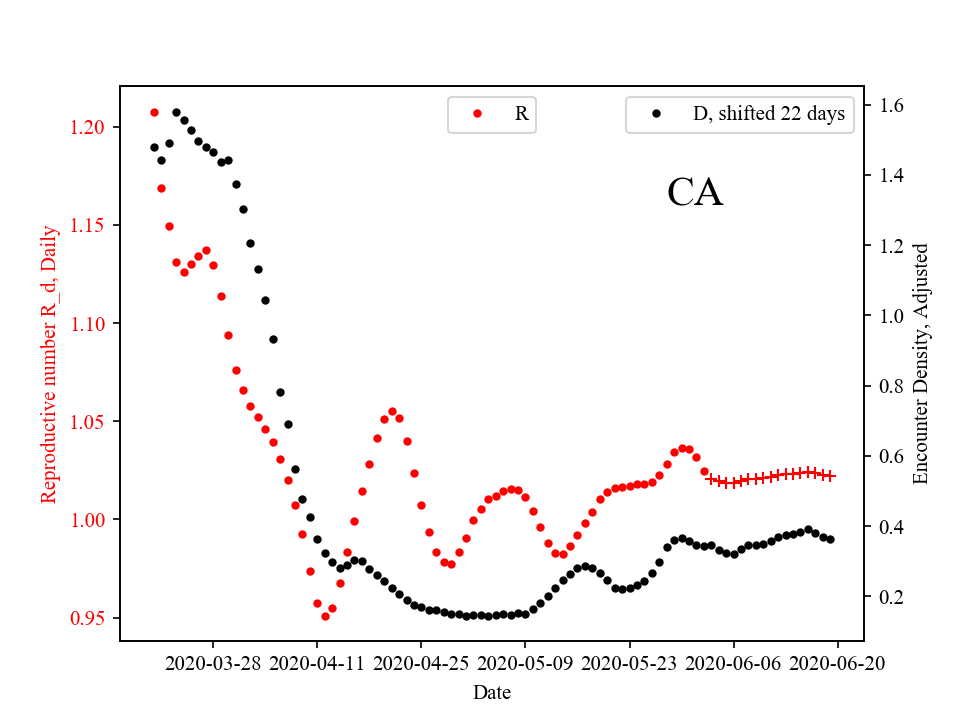 R
D, shifted 22 days
CA
Reproductive number R_d, Daily
1.20
1.15
1.10
1.05
1.00
0.95
1.6
1.4
1.2
1.0
0.8
0.6
0.4
0.2
Encounter Density, Adjusted
2020-03-28 2020-04-11 2020-04-25 2020-05-09 2020-05-23 2020-06-06 2020-06-20
Date